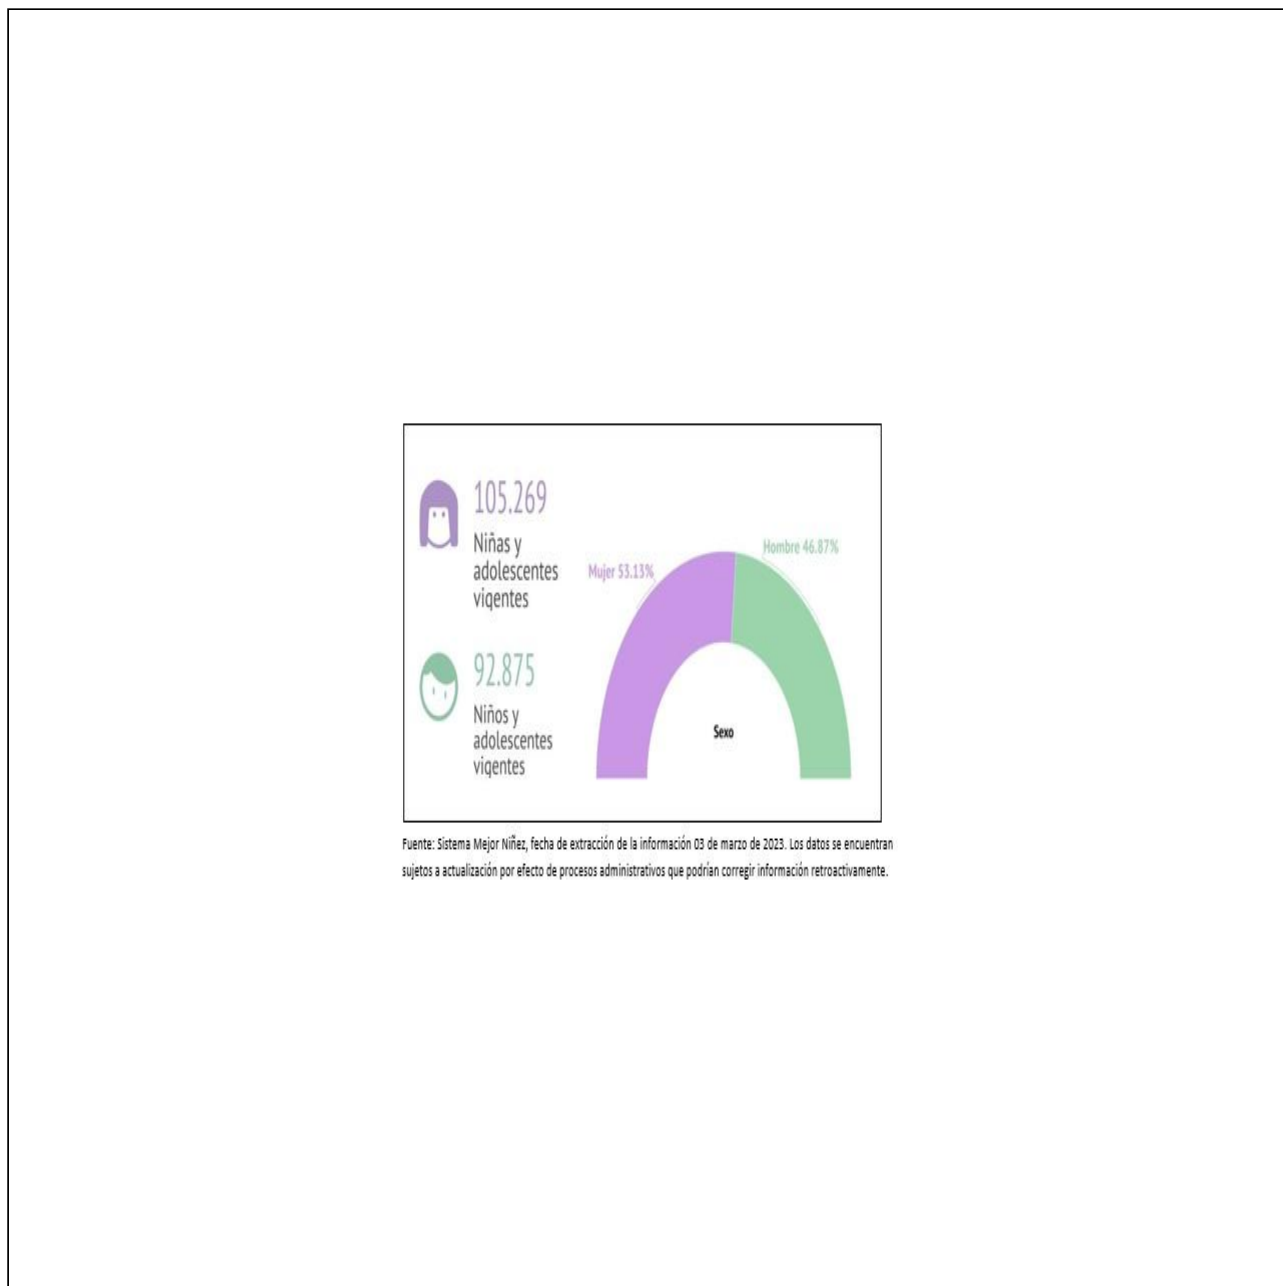 105.269
Niñas y
adolescentes
vigentes
Mujer 53.13%
Hombre 46.87%
92.875
Niños y
adolescentes
vigentes
Sexo
Fuente: Sistema Mejor Niñez, fecha de extracción de la información 03 de marzo de 2023. Los datos se encuentran
sujetos a actualización por efecto de procesos administrativos que podrían corregir información retroactivamente.